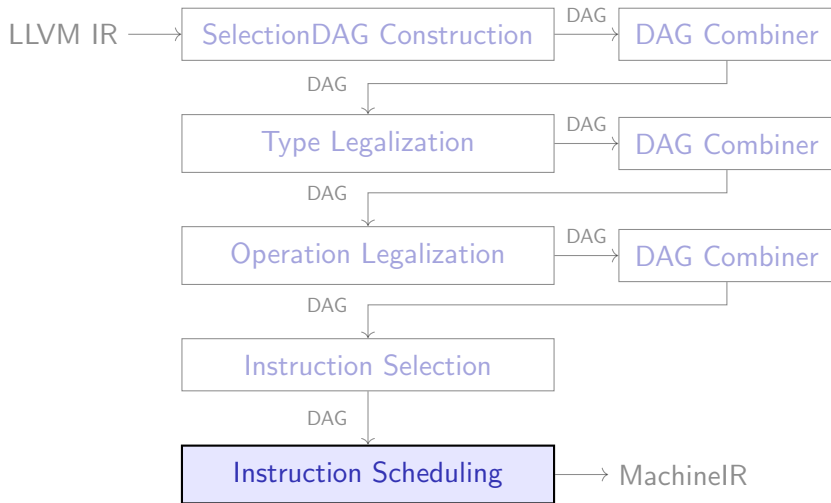 LLVM IR
SelectionDAG Construction
DAG
DAG Combiner
DAG
Type Legalization
DAG
DAG Combiner
DAG
Operation Legalization
DAG
DAG Combiner
DAG
Instruction Selection
DAG
Instruction Scheduling
MachineIR